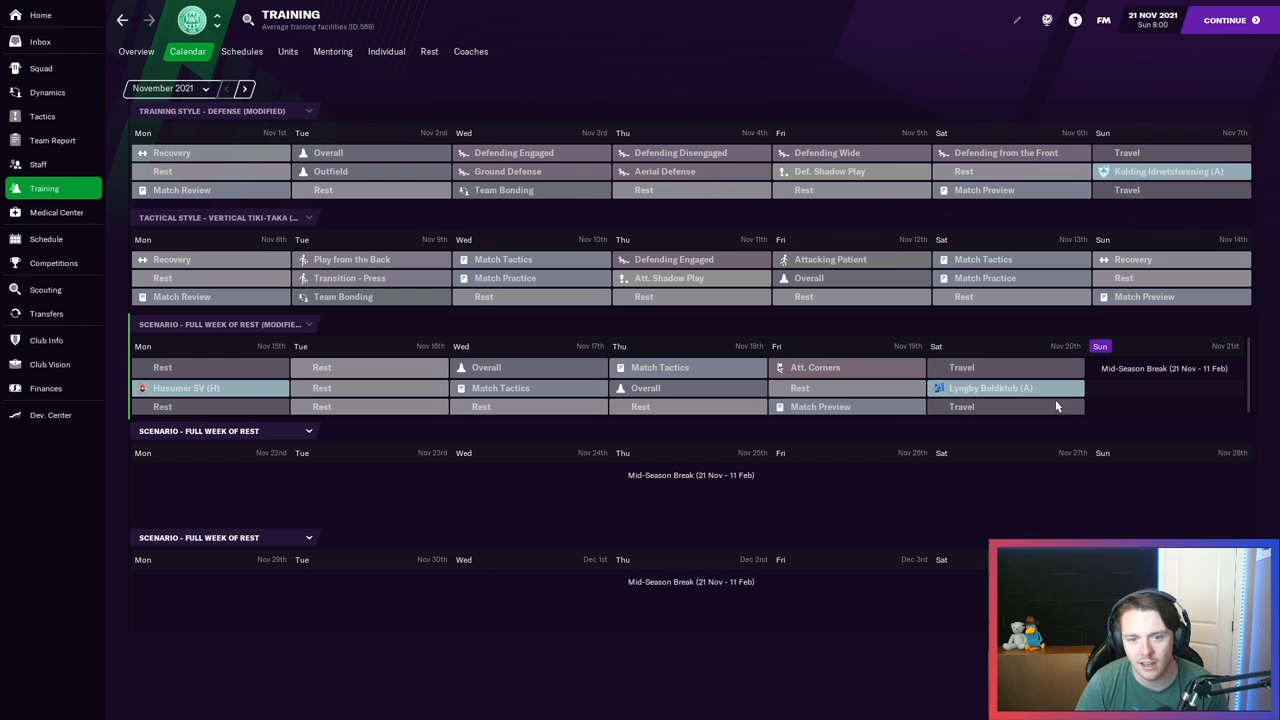 Home
Inbox
Squad
Dynamics
Tactics
Team Report
Staff
Training
Medical Center
Schedule
Competitions
Scouting
Transfers
Club Info
Club Vision
Finances
Dev. Center
TRAINING
Average training facilities (ID:569)
FM
21 NOV 2021
Sun 8:00
CONTINUE
Overview Calendar Schedules Units Mentoring Individual Rest Coaches
November 2021
TRAINING STYLE - DEFENSE (MODIFIED)
Mon Nov 1st Tue Nov 2nd Wed Nov 3rd Thu Nov 4th Fri Nov 5th Sat Nov 6th Sun Nov 7th
Recovery Overall Defending Engaged Defending Disengaged Defending Wide Defending from the Front Travel
Rest Outfield Ground Defense Aerial Defense Def. Shadow Play Rest Kolding Idrætsforening (A)
Match Review Rest Team Bonding Rest Rest Match Preview Travel
TACTICAL STYLE - VERTICAL TIKI-TAKA (...
Mon Nov 8th Tue Nov 9th Wed Nov 10th Thu Nov 11th Fri Nov 12th Sat Nov 13th Sun Nov 14th
Recovery Play from the Back Match Tactics Defending Engaged Attacking Patient Match Tactics Recovery
Rest Transition - Press Match Practice Att. Shadow Play Overall Match Practice Rest
Match Review Team Bonding Rest Rest Rest Rest Match Preview
SCENARIO - FULL WEEK OF REST (MODIFIE...
Mon Nov 15th Tue Nov 16th Wed Nov 17th Thu Nov 18th Fri Nov 19th Sat Nov 20th Sun Nov 21st
Rest Rest Overall Match Tactics Att. Corners Travel Mid-Season Break (21 Nov - 11 Feb)
Husumer SV (H) Rest Match Tactics Overall Rest Lyngby Boldklub (A)
Rest Rest Rest Rest Match Preview Travel
SCENARIO - FULL WEEK OF REST
Mon Nov 22nd Tue Nov 23rd Wed Nov 24th Thu Nov 25th Fri Nov 26th Sat Nov 27th Sun Nov 28th
Mid-Season Break (21 Nov - 11 Feb)
SCENARIO - FULL WEEK OF REST
Mon Nov 29th Tue Nov 30th Wed Dec 1st Thu Dec 2nd Fri Dec 3rd Sat
Mid-Season Break (21 Nov - 11 Feb)